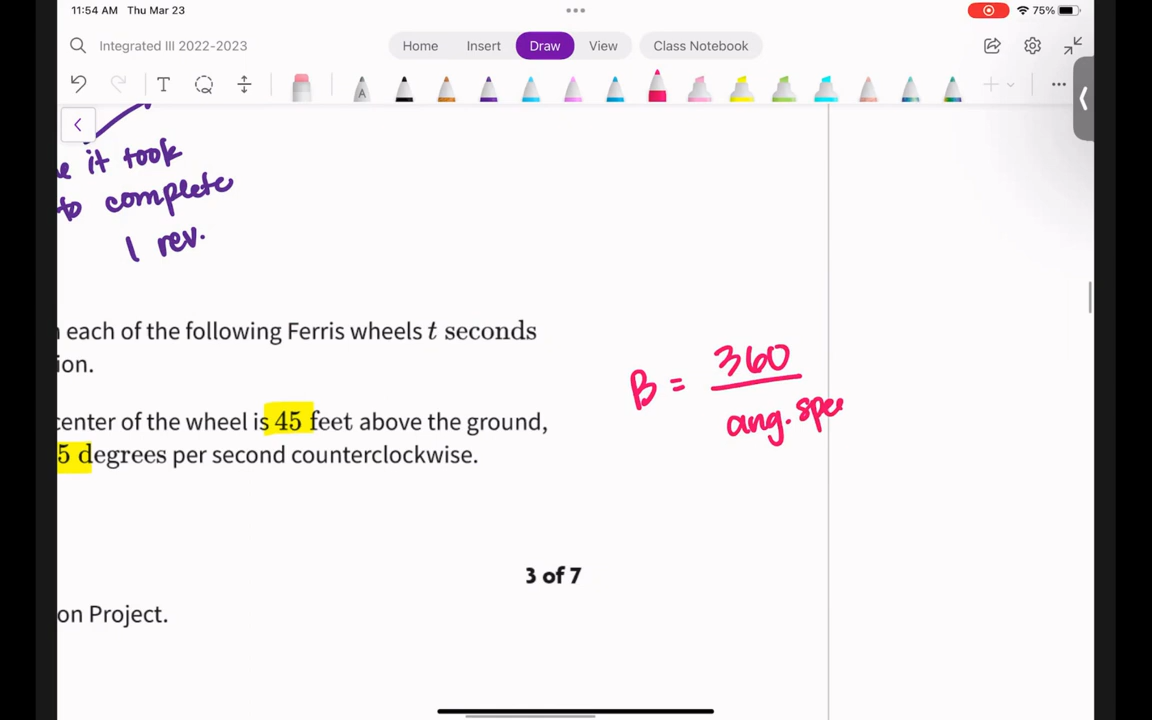 11:54 AM Thu Mar 23
75%
Integrated III 2022-2023
Home Insert Draw View Class Notebook
T
A
it took
to complete
1 rev.
each of the following Ferris wheels t seconds
ion.
center of the wheel is 45 feet above the ground,
5 degrees per second counterclockwise.
B = 360
ang. spee
3 of 7
on Project.